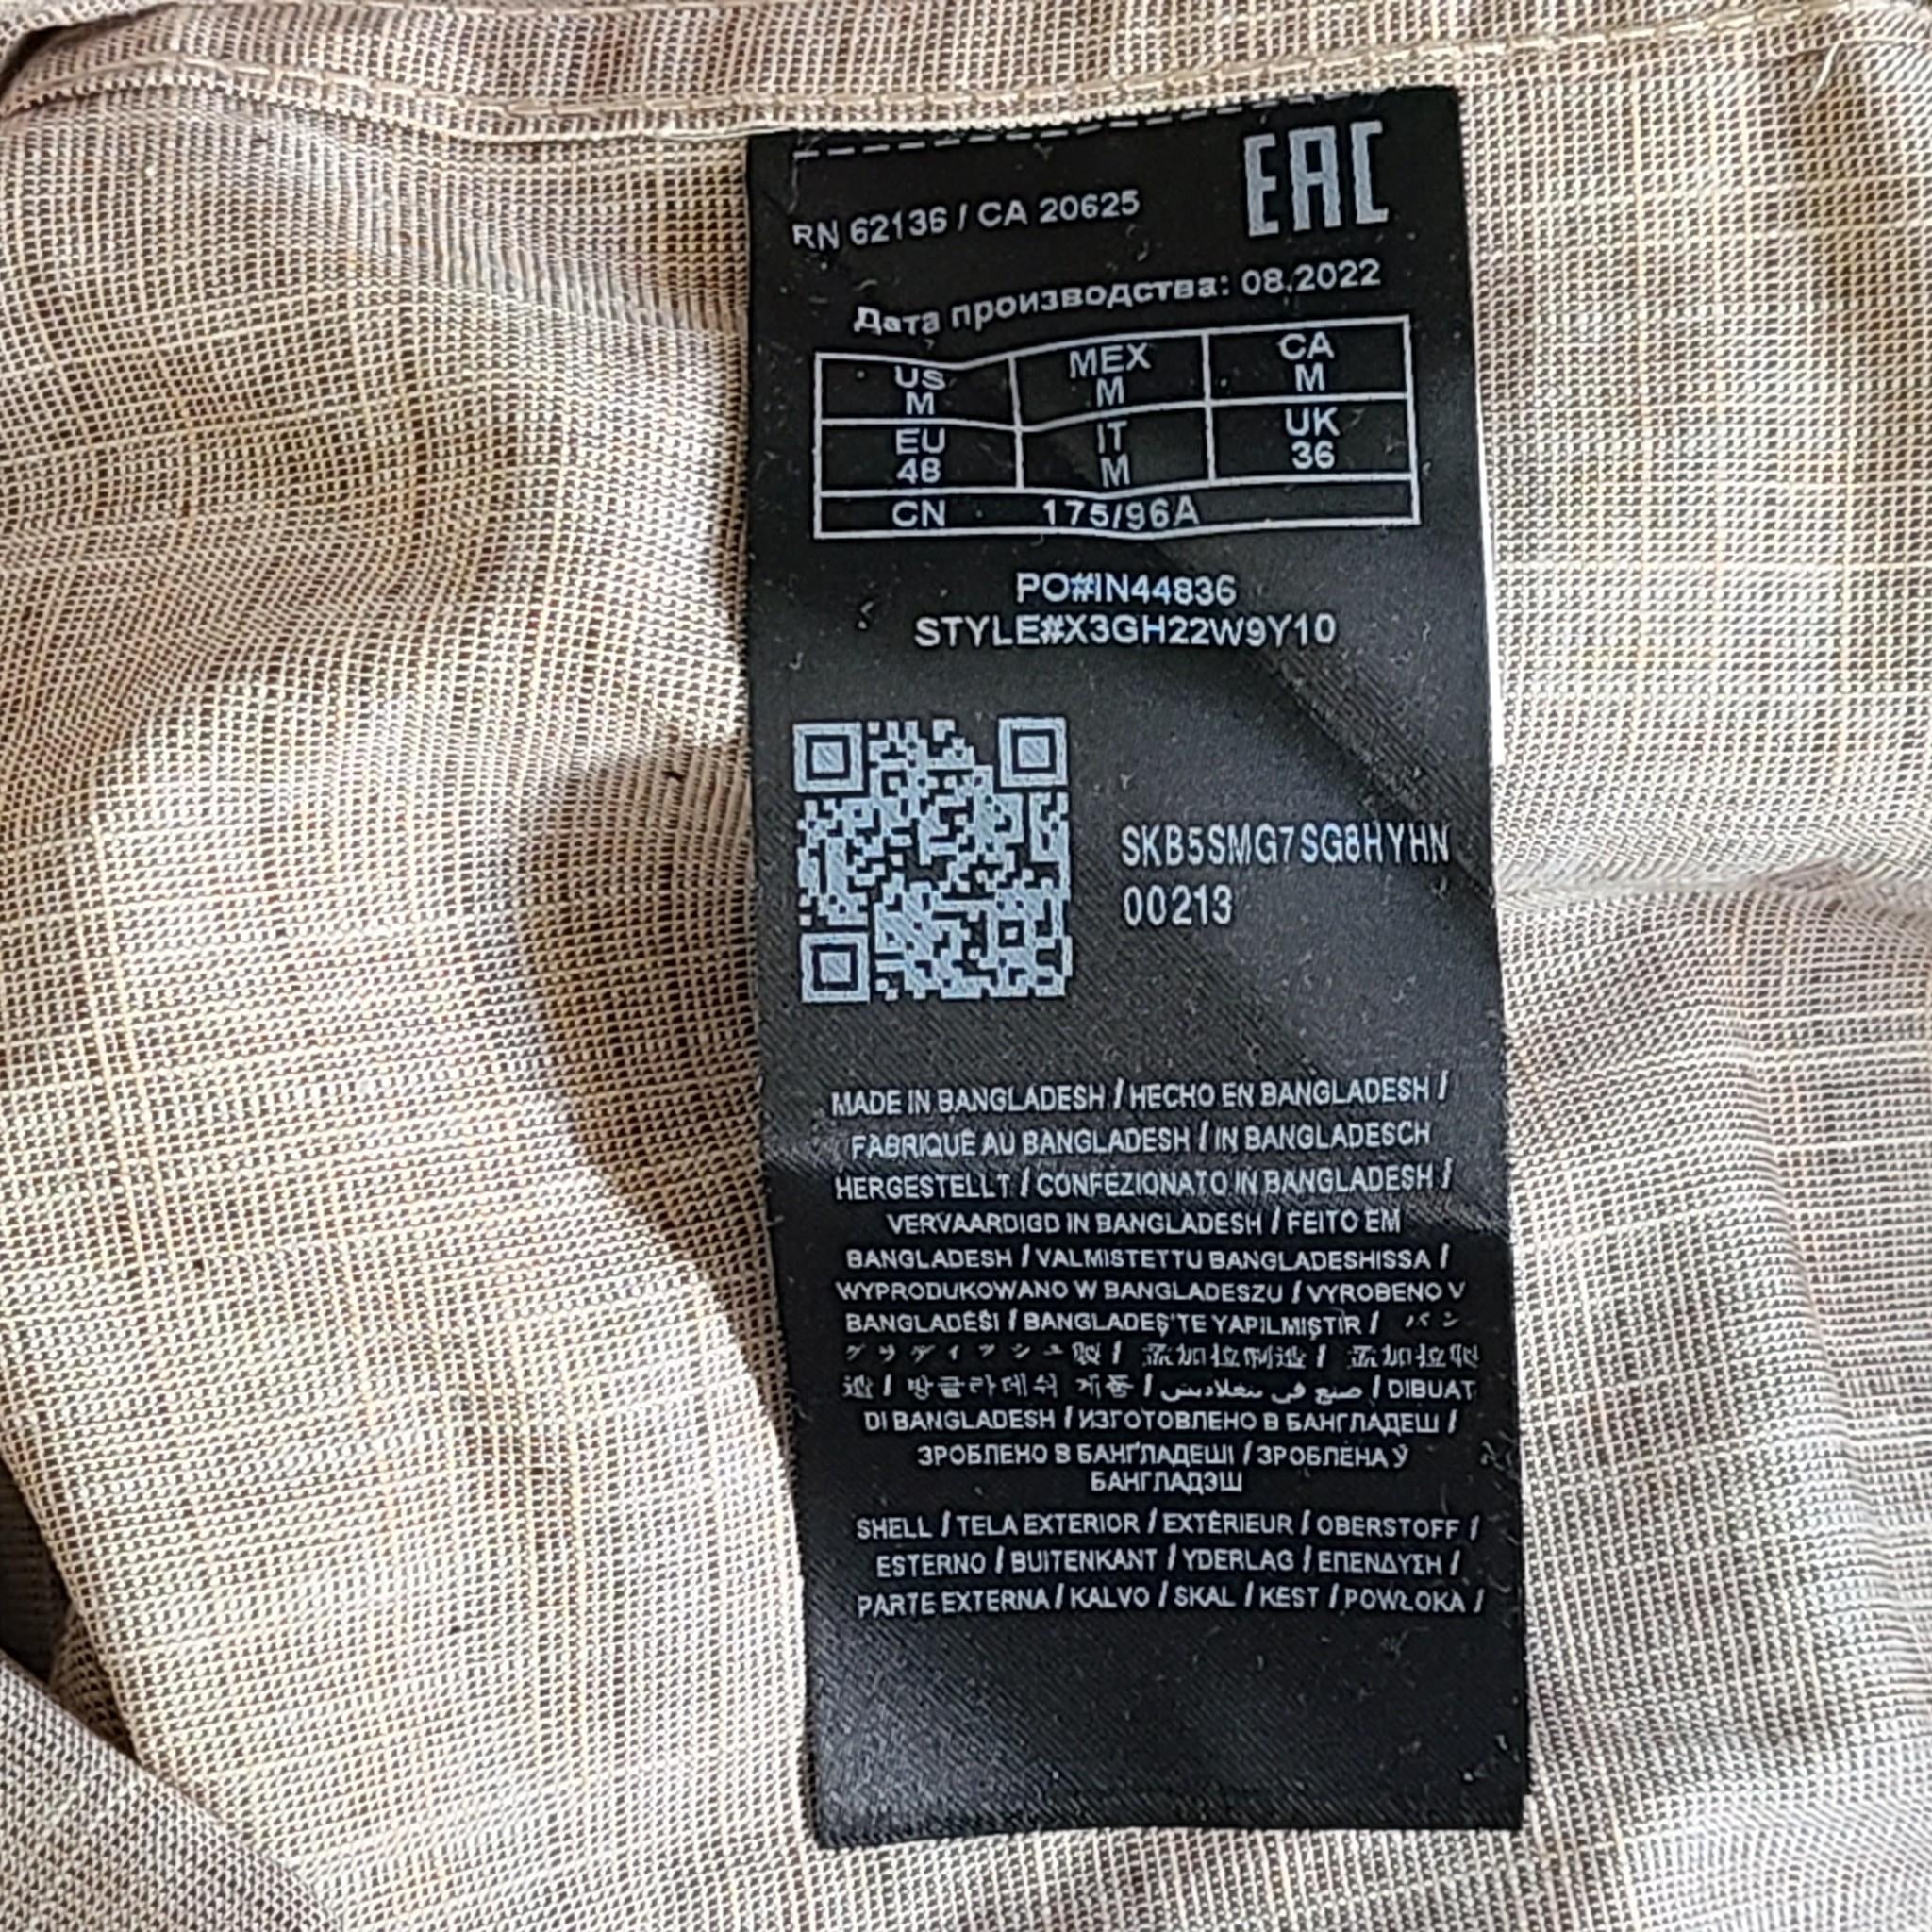 EAC
RN 62136 / CA 20625
Дата производства: 08.2022
US MEX CA
M M M
EU IT UK
48 M 36
CN 175/96A
PO#IN44836
STYLE#X3GH22W9Y10
SKB5SMG7SG8HYHN
00213
MADE IN BANGLADESH / HECHO EN BANGLADESH /
FABRIQUÉ AU BANGLADESH / IN BANGLADESCH
HERGESTELLT / CONFEZIONATO IN BANGLADESH /
VERVAARDIGD IN BANGLADESH / FEITO EM
BANGLADESH / VALMISTETTU BANGLADESHISSA /
WYPRODUKOWANO W BANGLADESZU / VYROBENO V
BANGLADÉŠI / BANGLADEŞ'TE YAPILMIŞTIR / バン
グラディッシュ製 / 孟加拉制造 / 孟加拉製
造 / 방글라데쉬 제품 / صنع في بنغلاديش / DIBUAT
DI BANGLADESH / ИЗГОТОВЛЕНО В БАНГЛАДЕШ /
ЗРОБЛЕНО В БАНГЛАДЕШІ / ЗРОБЛЕНА Ў
БАНГЛАДЭШ
SHELL / TELA EXTERIOR / EXTÉRIEUR / OBERSTOFF /
ESTERNO / BUITENKANT / YDERLAG / ΕΠΕΝΔΥΣΗ /
PARTE EXTERNA / KALVO / SKAL / KEST / POWŁOKA /